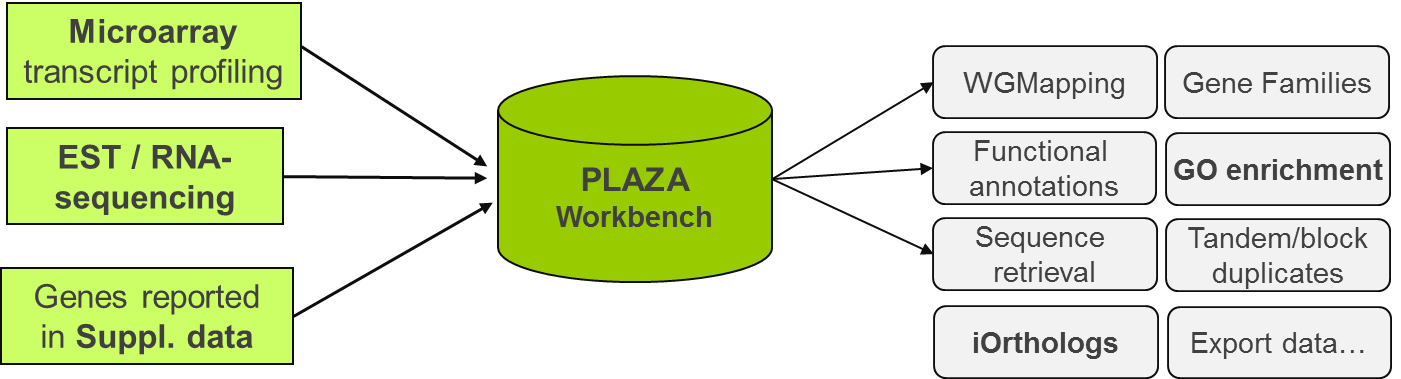 Microarray
transcript profiling
EST / RNA-
sequencing
Genes reported
in Suppl. data
PLAZA
Workbench
WGMapping
Gene Families
Functional
annotations
GO enrichment
Sequence
retrieval
Tandem/block
duplicates
iOrthologs
Export data…